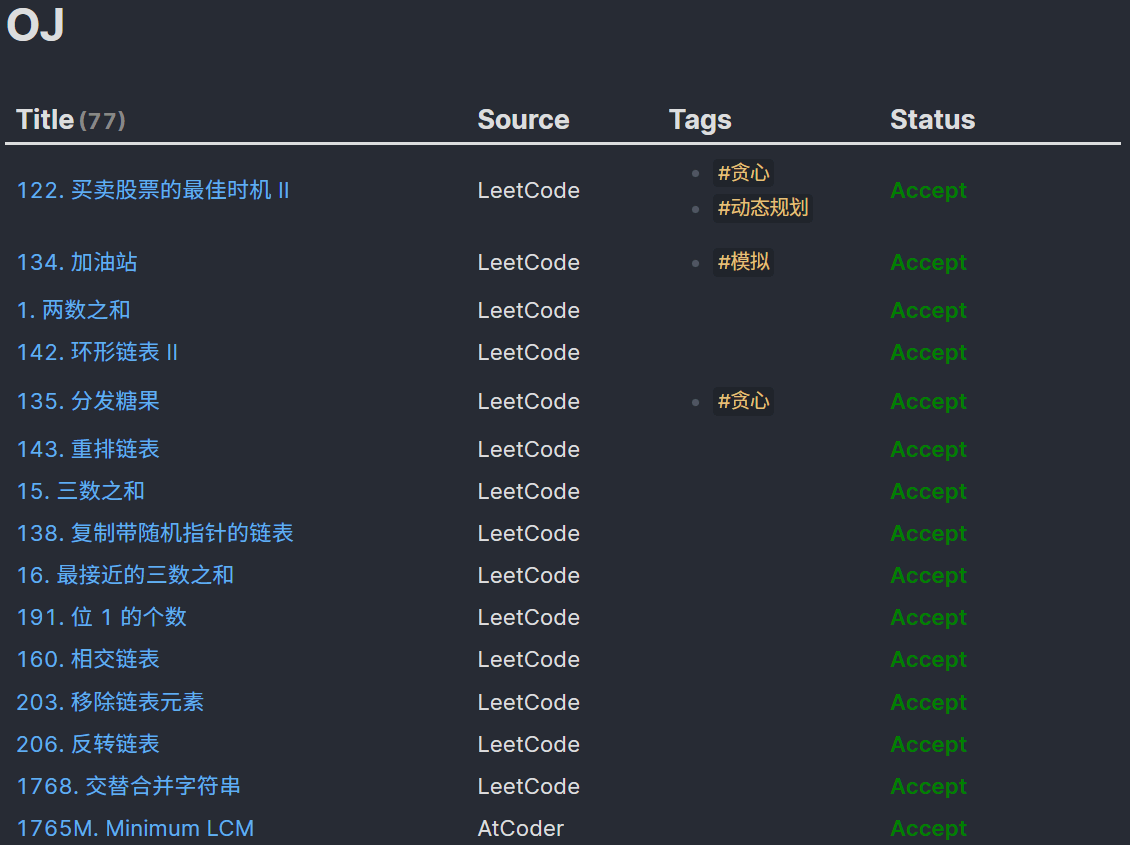 OJ
Title (77) Source Tags Status
122. 买卖股票的最佳时机 II LeetCode #贪心 #动态规划 Accept
134. 加油站 LeetCode #模拟 Accept
1. 两数之和 LeetCode Accept
142. 环形链表 II LeetCode Accept
135. 分发糖果 LeetCode #贪心 Accept
143. 重排链表 LeetCode Accept
15. 三数之和 LeetCode Accept
138. 复制带随机指针的链表 LeetCode Accept
16. 最接近的三数之和 LeetCode Accept
191. 位 1 的个数 LeetCode Accept
160. 相交链表 LeetCode Accept
203. 移除链表元素 LeetCode Accept
206. 反转链表 LeetCode Accept
1768. 交替合并字符串 LeetCode Accept
1765M. Minimum LCM AtCoder Accept